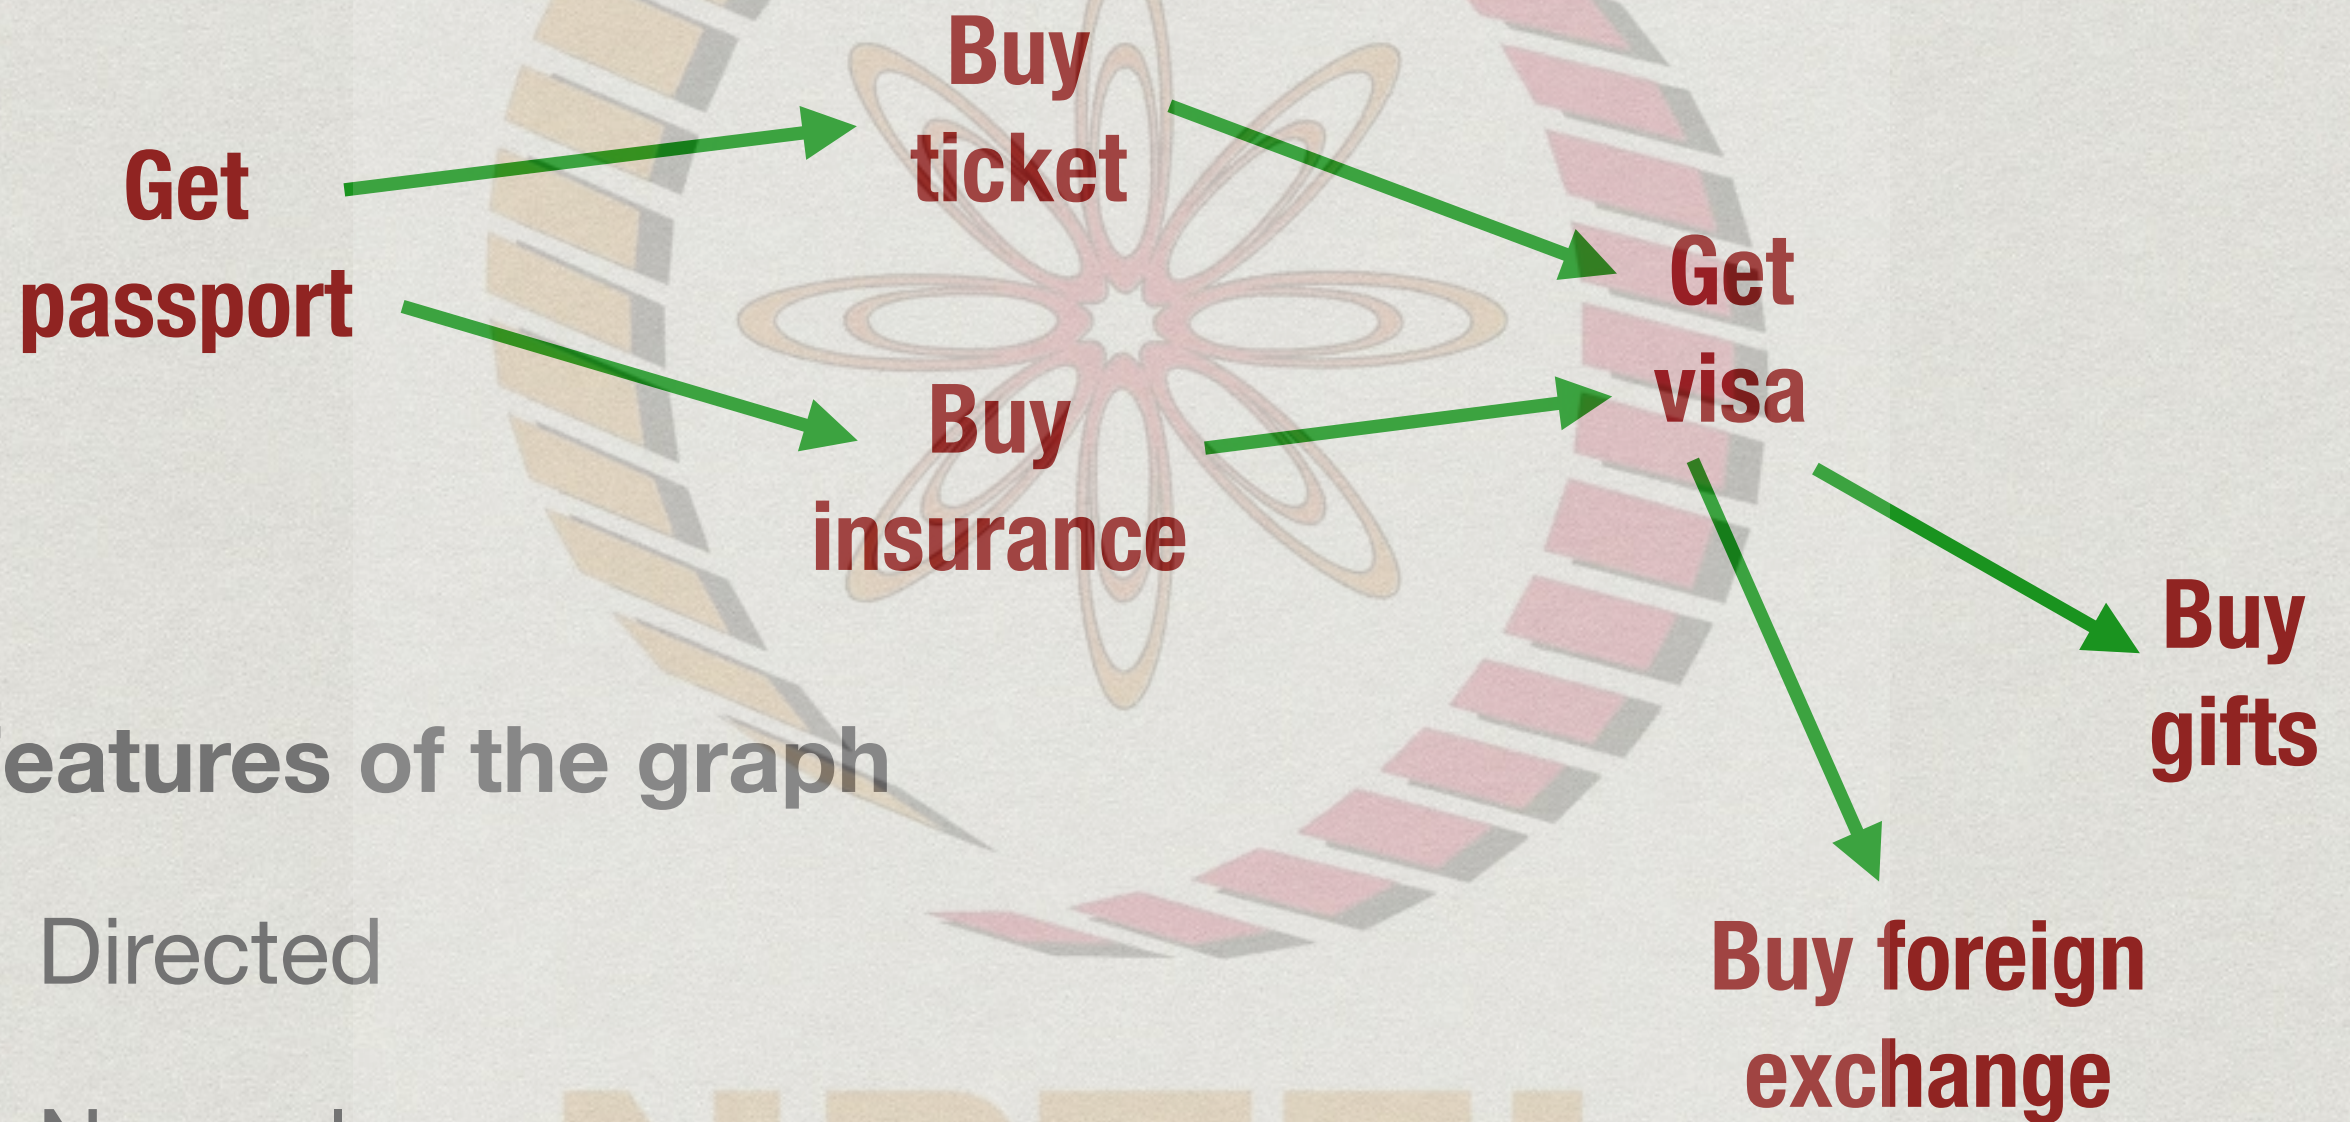 Buy
ticket
Get
passport
Get
visa
Buy
insurance
Buy
gifts
eatures of the graph
Directed
Buy foreign
exchange